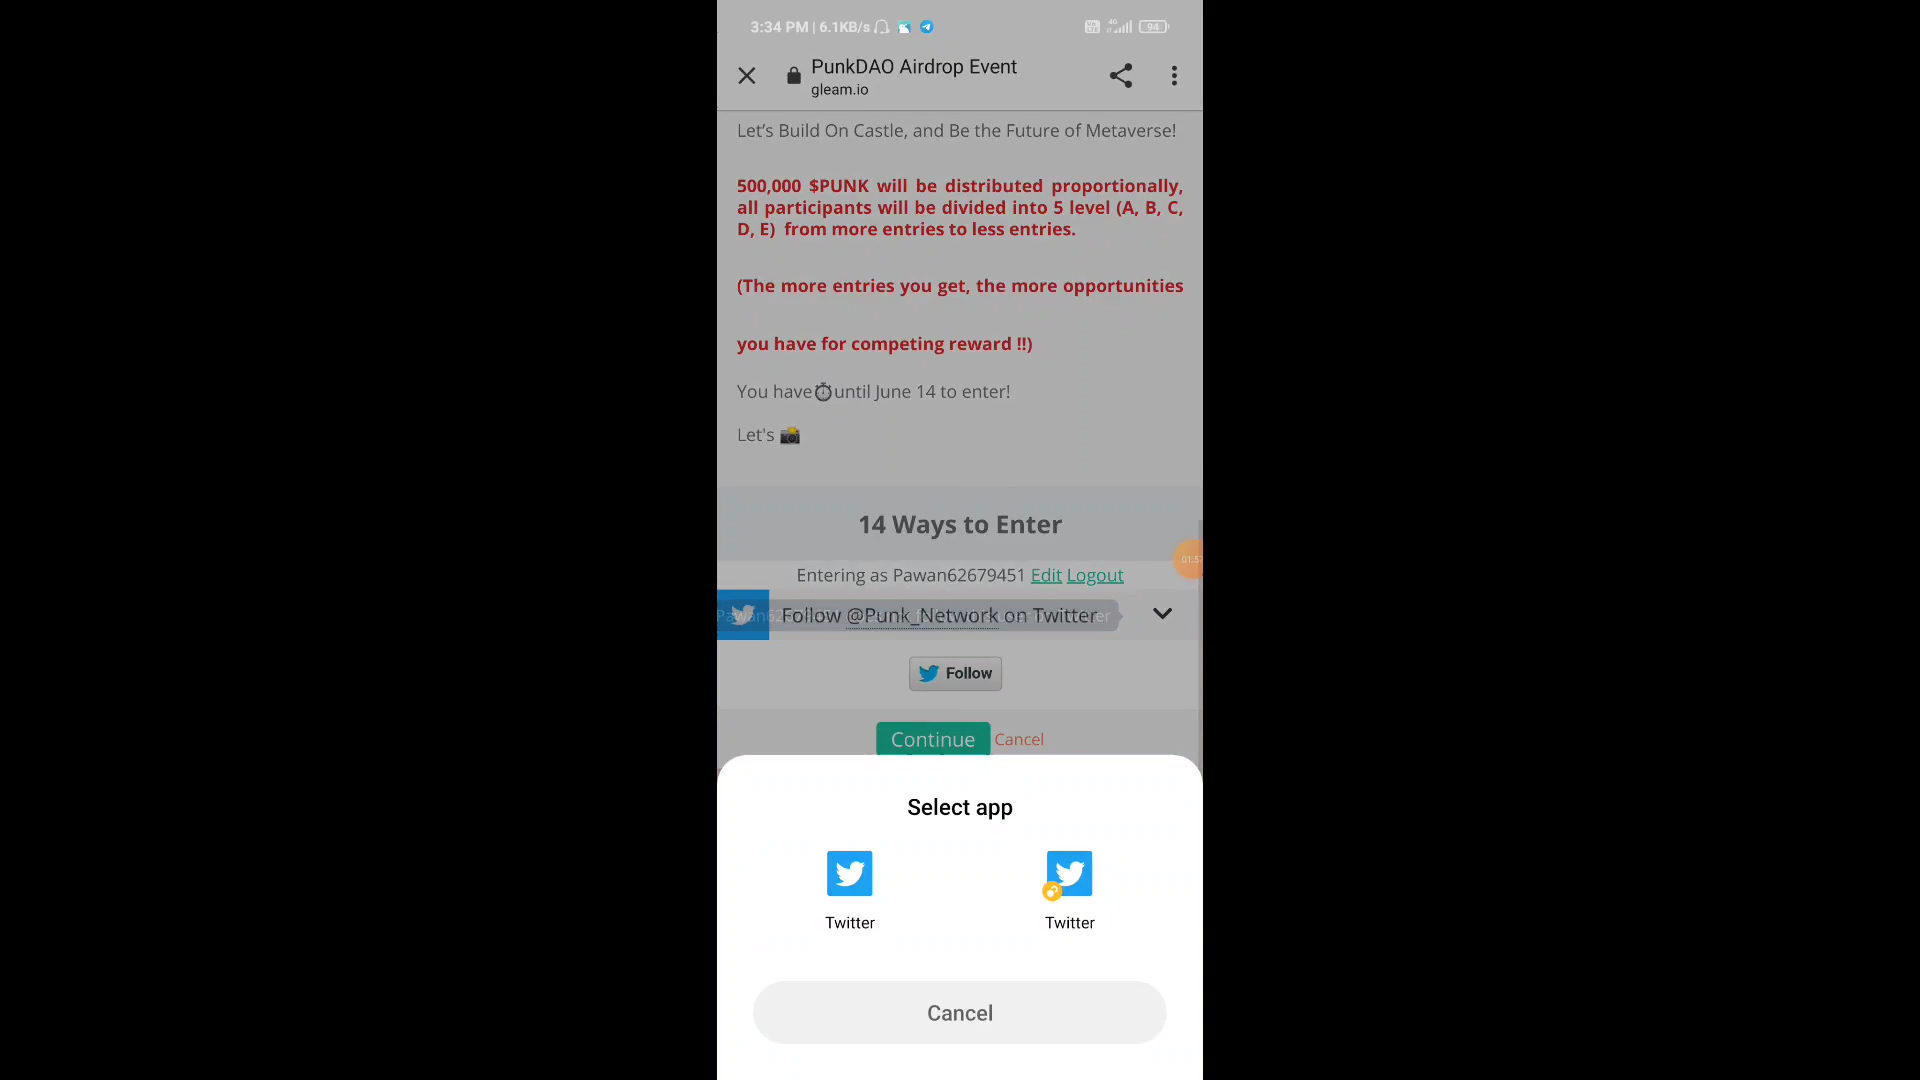 3:34 PM | 6.1KB/s
4G
94
PunkDAO Airdrop Event
gleam.io
Let’s Build On Castle, and Be the Future of Metaverse!
500,000 $PUNK will be distributed proportionally,
all participants will be divided into 5 level (A, B, C,
D, E) from more entries to less entries.
(The more entries you get, the more opportunities
you have for competing reward !!)
You have⏱until June 14 to enter!
Let's 📸
14 Ways to Enter
Entering as Pawan62679451 Edit Logout
Follow @Punk_Network on Twitter
Follow
Continue Cancel
Select app
Twitter
Twitter
Cancel